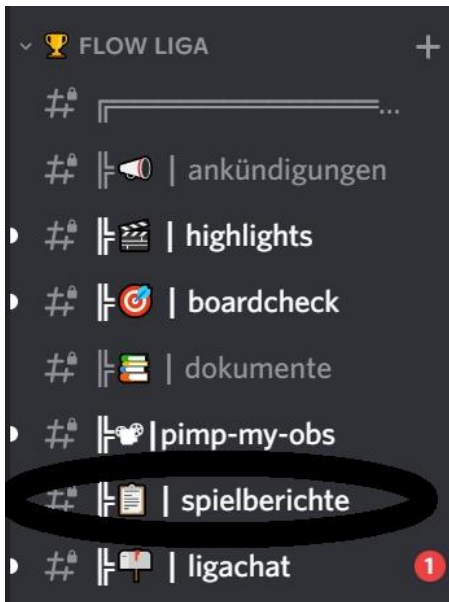 FLOW LIGA
╔══════════════════...
╠📣 | ankündigungen
╠🎬 | highlights
╠🎯 | boardcheck
╠📚 | dokumente
╠📽|pimp-my-obs
╠📋 | spielberichte
╠📬 | ligachat 1